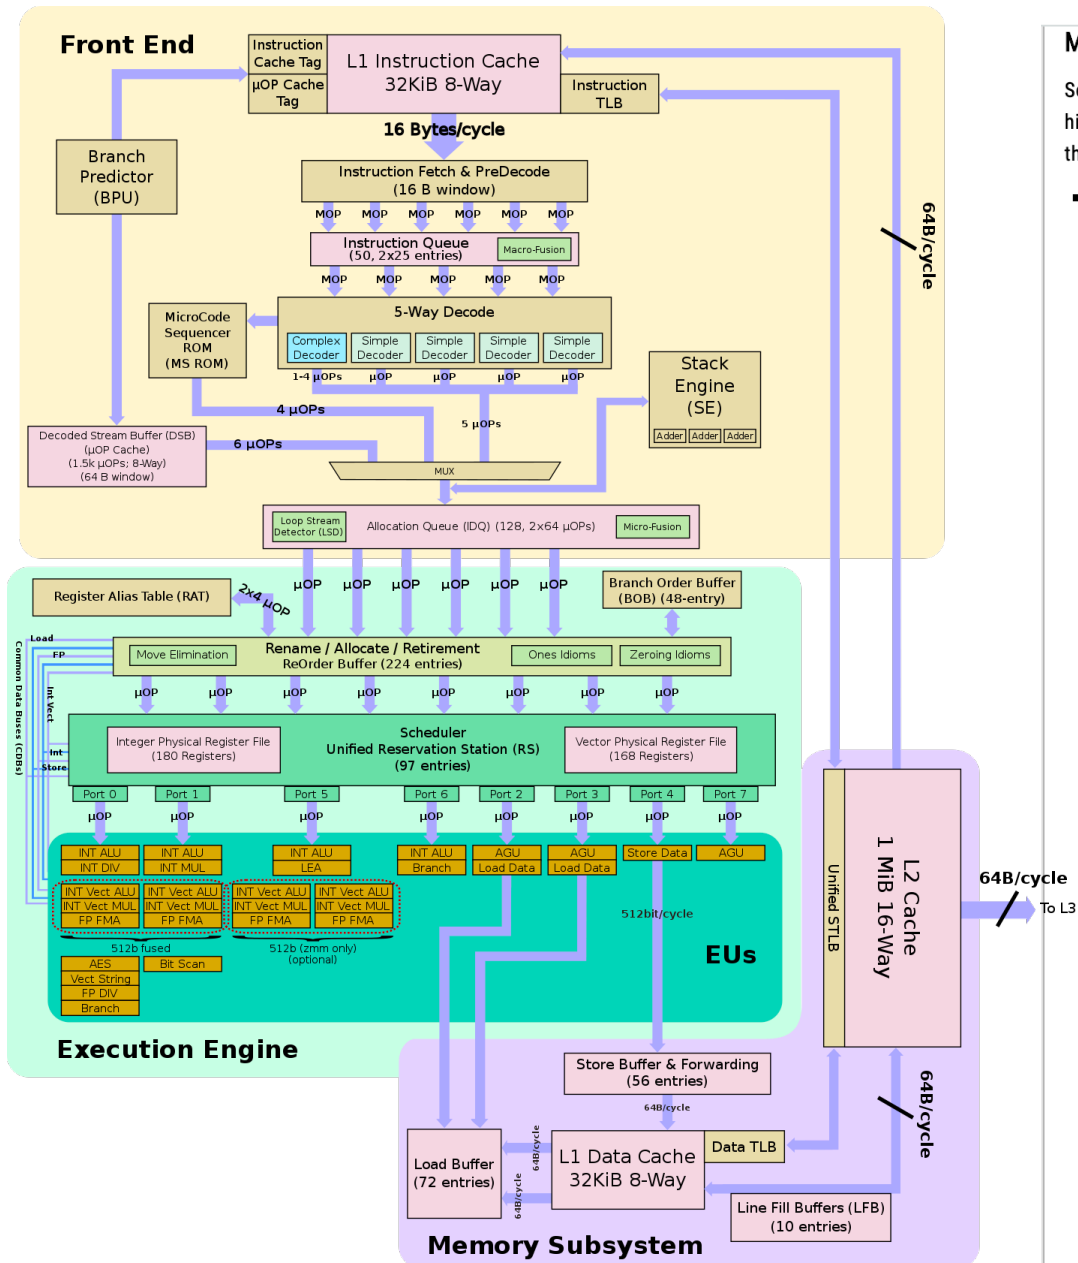 Front End
Instruction
Cache Tag
µOP Cache
Tag
L1 Instruction Cache
32KiB 8-Way
Instruction
TLB
16 Bytes/cycle
Branch
Predictor
(BPU)
Instruction Fetch & PreDecode
(16 B window)
MOP MOP MOP MOP MOP MOP
Instruction Queue
(50, 2x25 entries)
Macro-Fusion
MOP MOP MOP MOP MOP
64B/cycle
MicroCode
Sequencer
ROM
(MS ROM)
5-Way Decode
Complex
Decoder
Simple
Decoder
Simple
Decoder
Simple
Decoder
Simple
Decoder
1-4 µOPs µOP µOP µOP µOP
Stack
Engine
(SE)
Adder Adder Adder
4 µOPs
5 µOPs
Decoded Stream Buffer (DSB)
(µOP Cache)
(1.5k µOPs; 8-Way)
(64 B window)
6 µOPs
MUX
Loop Stream
Detector (LSD)
Allocation Queue (IDQ) (128, 2x64 µOPs)
Micro-Fusion
µOP µOP µOP µOP µOP µOP
Register Alias Table (RAT)
2x4 µOP
Branch Order Buffer
(BOB) (48-entry)
Rename / Allocate / Retirement
ReOrder Buffer (224 entries)
Move Elimination
Ones Idioms
Zeroing Idioms
Load
FP
Common Data Buses (CDBs)
Int Vect
Int
Store
µOP µOP µOP µOP µOP µOP µOP µOP
Integer Physical Register File
(180 Registers)
Scheduler
Unified Reservation Station (RS)
(97 entries)
Vector Physical Register File
(168 Registers)
Port 0 Port 1 Port 5 Port 6 Port 2 Port 3 Port 4 Port 7
µOP µOP µOP µOP µOP µOP µOP µOP
INT ALU
INT DIV
INT ALU
INT MUL
INT ALU
LEA
INT ALU
Branch
AGU
Load Data
AGU
Load Data
Store Data
AGU
INT Vect ALU
INT Vect MUL
FP FMA
INT Vect ALU
INT Vect MUL
FP FMA
INT Vect ALU
INT Vect MUL
FP FMA
INT Vect ALU
INT Vect MUL
FP FMA
512b fused
512b (zmm only)
(optional)
AES
Vect String
FP DIV
Branch
Bit Scan
512bit/cycle
EUs
Execution Engine
Unified STLB
L2 Cache
1 MiB 16-Way
64B/cycle
To L3
Store Buffer & Forwarding
(56 entries)
64B/cycle
64B/cycle
Load Buffer
(72 entries)
64B/cycle
64B/cycle
L1 Data Cache
32KiB 8-Way
Data TLB
Line Fill Buffers (LFB)
(10 entries)
Memory Subsystem